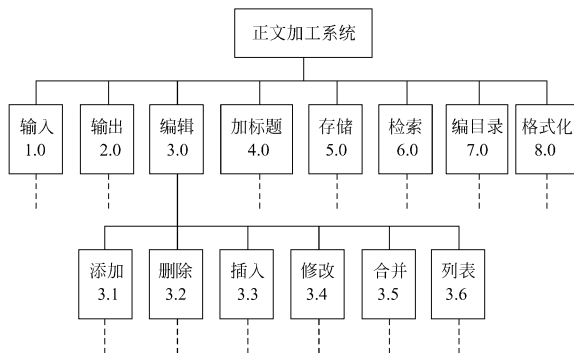 正文加工系统
输入 输出 编辑 加标题 存储 检索 编目录 格式化
1.0 2.0 3.0 4.0 5.0 6.0 7.0 8.0
添加 删除 插入 修改 合并 列表
3.1 3.2 3.3 3.4 3.5 3.6